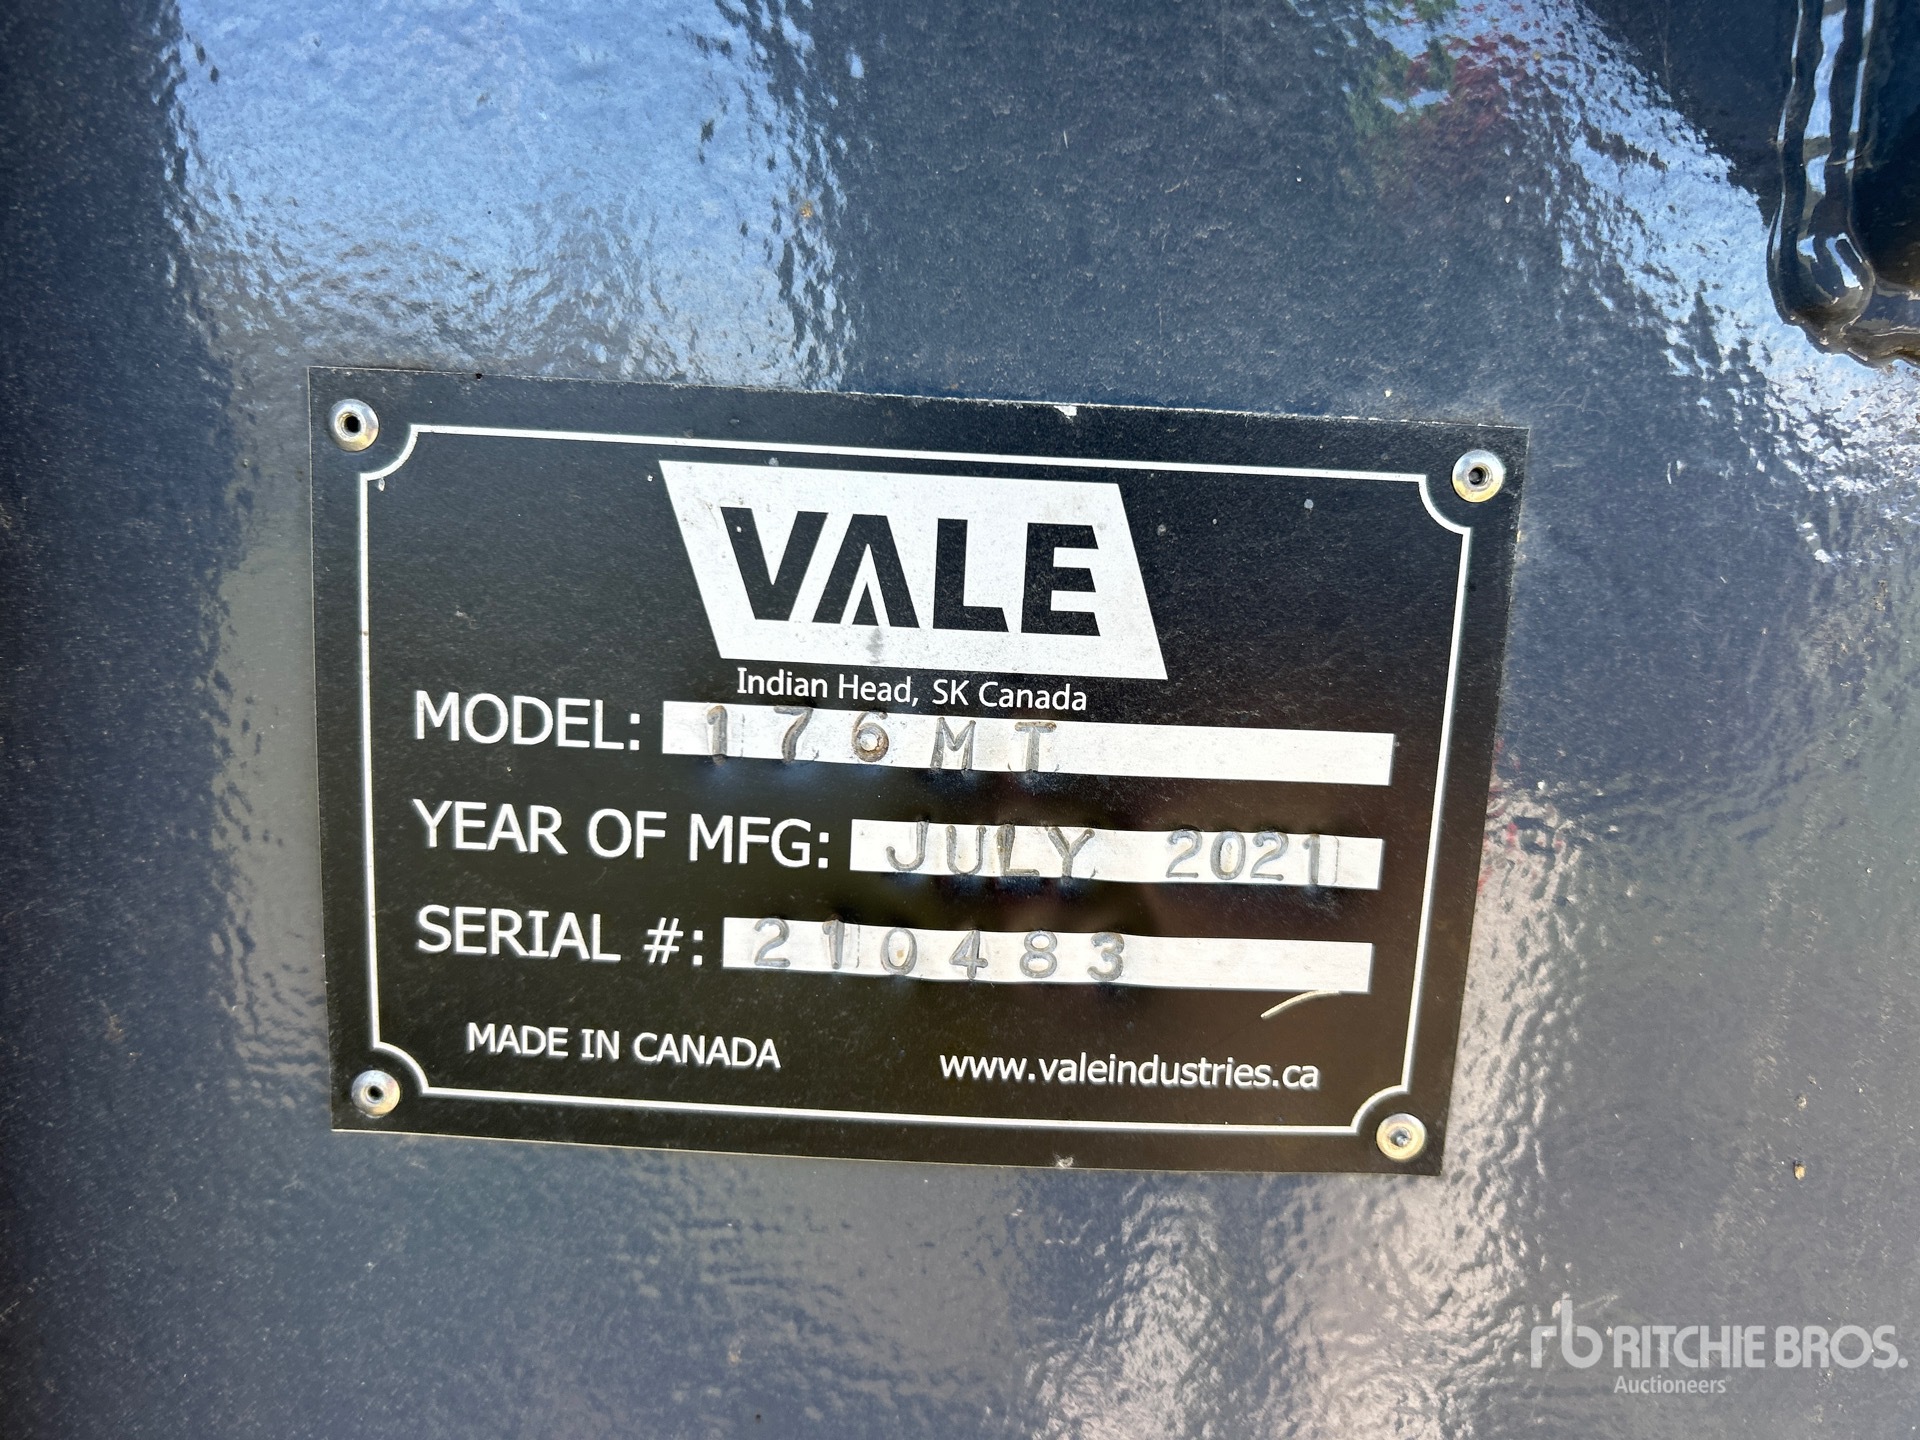 VALE
Indian Head, SK Canada
MODEL: 176MT
YEAR OF MFG: JULY 2021
SERIAL #: 210483
MADE IN CANADA www.valeindustries.ca
rb RITCHIE BROS.
Auctioneers